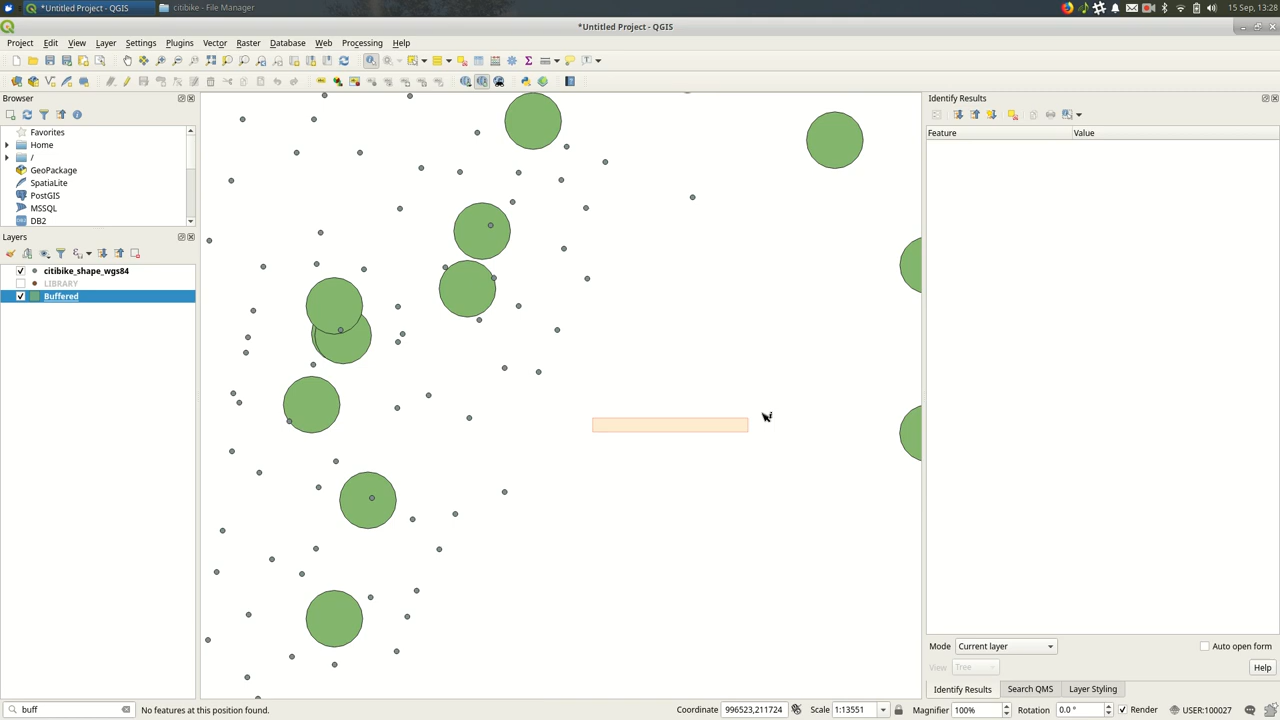 *Untitled Project - QGIS
citibike - File Manager
15 Sep, 13:28
*Untitled Project - QGIS
Project Edit View Layer Settings Plugins Vector Raster Database Web Processing Help
Browser
Favorites
Home
/
GeoPackage
SpatiaLite
PostGIS
MSSQL
DB2
Layers
citibike_shape_wgs84
LIBRARY
Buffered
Identify Results
Feature Value
Mode Current layer Auto open form
View Tree Help
Identify Results Search QMS Layer Styling
buff No features at this position found. Coordinate 996523,211724 Scale 1:13551 Magnifier 100% Rotation 0.0 ° Render USER:100027